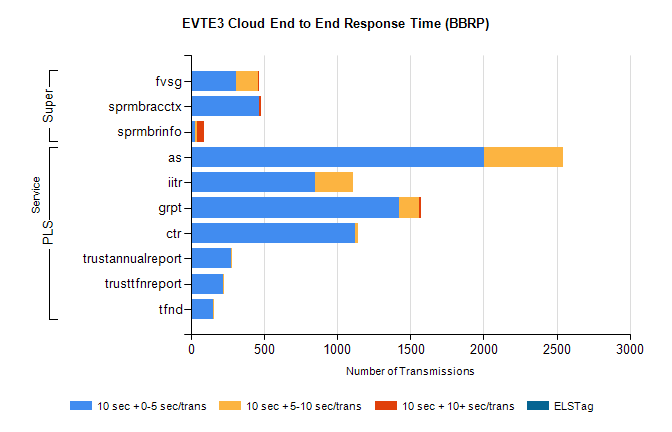 EVTE3 Cloud End to End Response Time (BBRP)
Super
fvsg
sprmbracctx
sprmbrinfo
Service
PLS
as
iitr
grpt
ctr
trustannualreport
trusttfnreport
tfnd
0 500 1000 1500 2000 2500 3000
Number of Transmissions
10 sec +0-5 sec/trans 10 sec +5-10 sec/trans 10 sec + 10+ sec/trans ELSTag